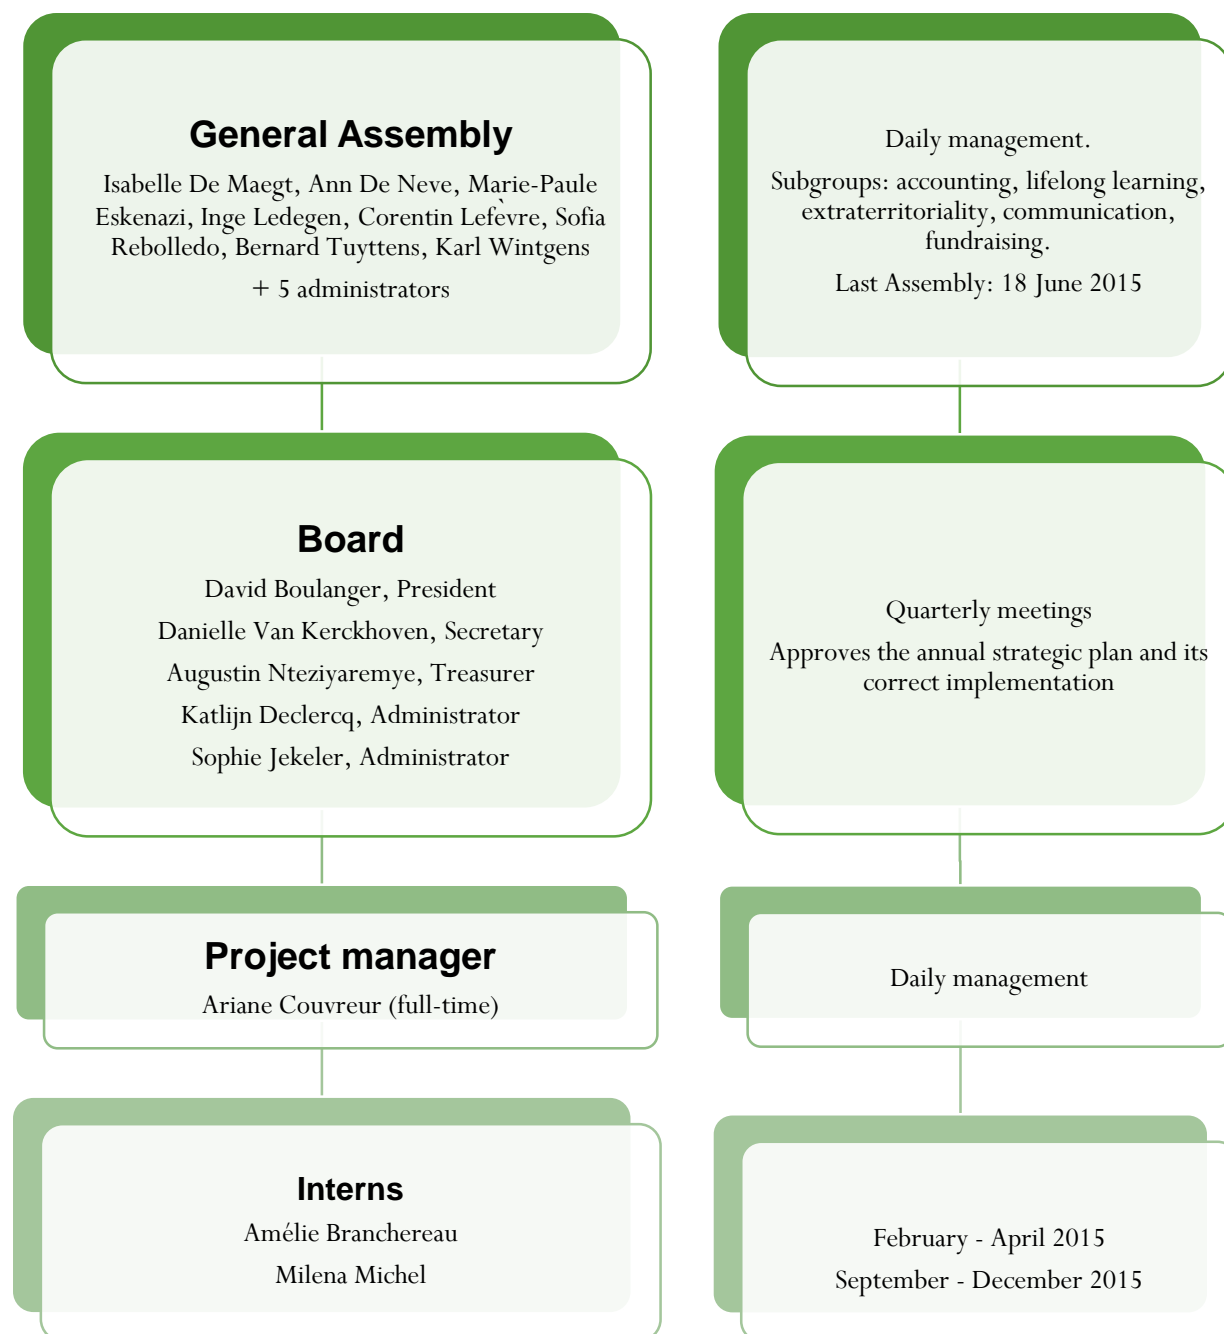 General Assembly
Isabelle De Maegt, Ann De Neve, Marie-Paule
Eskenazi, Inge Ledegen, Corentin Lefèvre, Sofia
Rebolledo, Bernard Tuyttens, Karl Wintgens
+ 5 administrators
Daily management.
Subgroups: accounting, lifelong learning,
extraterritoriality, communication,
fundraising.
Last Assembly: 18 June 2015
Board
David Boulanger, President
Danielle Van Kerckhoven, Secretary
Augustin Nteziyaremye, Treasurer
Katlijn Declercq, Administrator
Sophie Jekeler, Administrator
Quarterly meetings
Approves the annual strategic plan and its
correct implementation
Project manager
Ariane Couvreur (full-time)
Daily management
Interns
Amélie Branchereau
Milena Michel
February - April 2015
September - December 2015